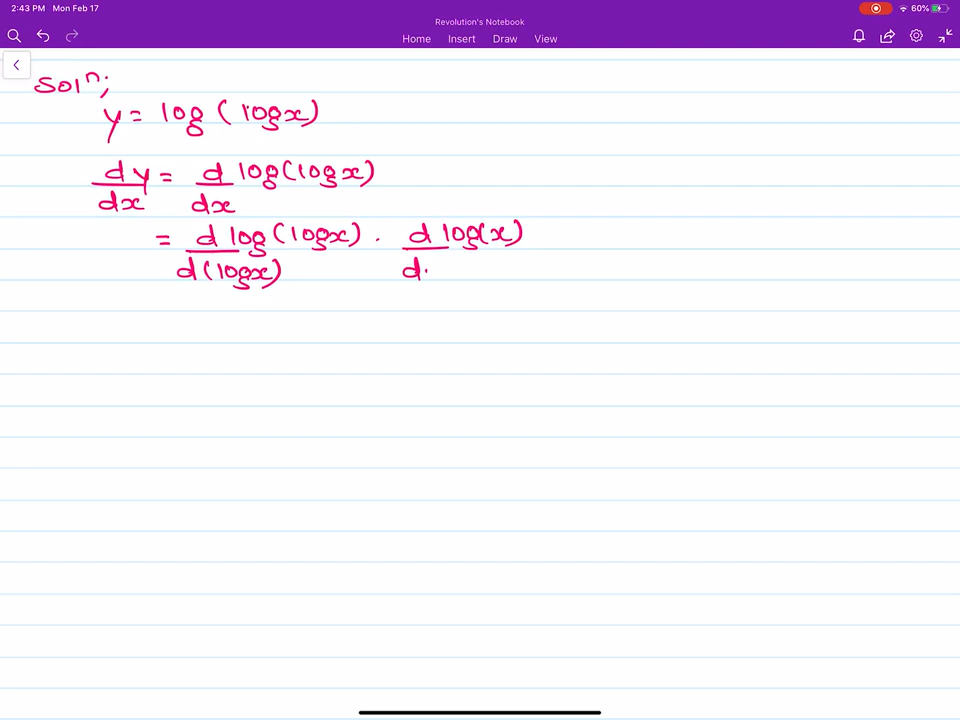 2:43 PM Mon Feb 17
60%
Revolution's Notebook
Home Insert Draw View
Solⁿ;
y = log (logx)
dy/dx = d/dx log(logx)
= d log(logx)/d(logx) · d log(x)/d.